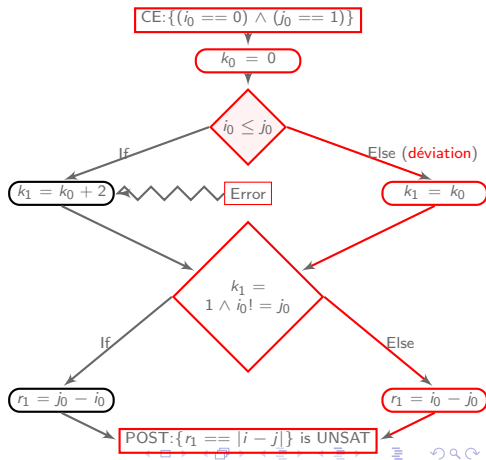 CE:{(i₀ == 0) ∧ (j₀ == 1)}
k₀ = 0
i₀ ≤ j₀
If
Else (déviation)
k₁ = k₀ + 2
Error
k₁ = k₀
k₁ =
1 ∧ i₀! = j₀
If
Else
r₁ = j₀ − i₀
r₁ = i₀ − j₀
POST:{r₁ == |i − j|} is UNSAT